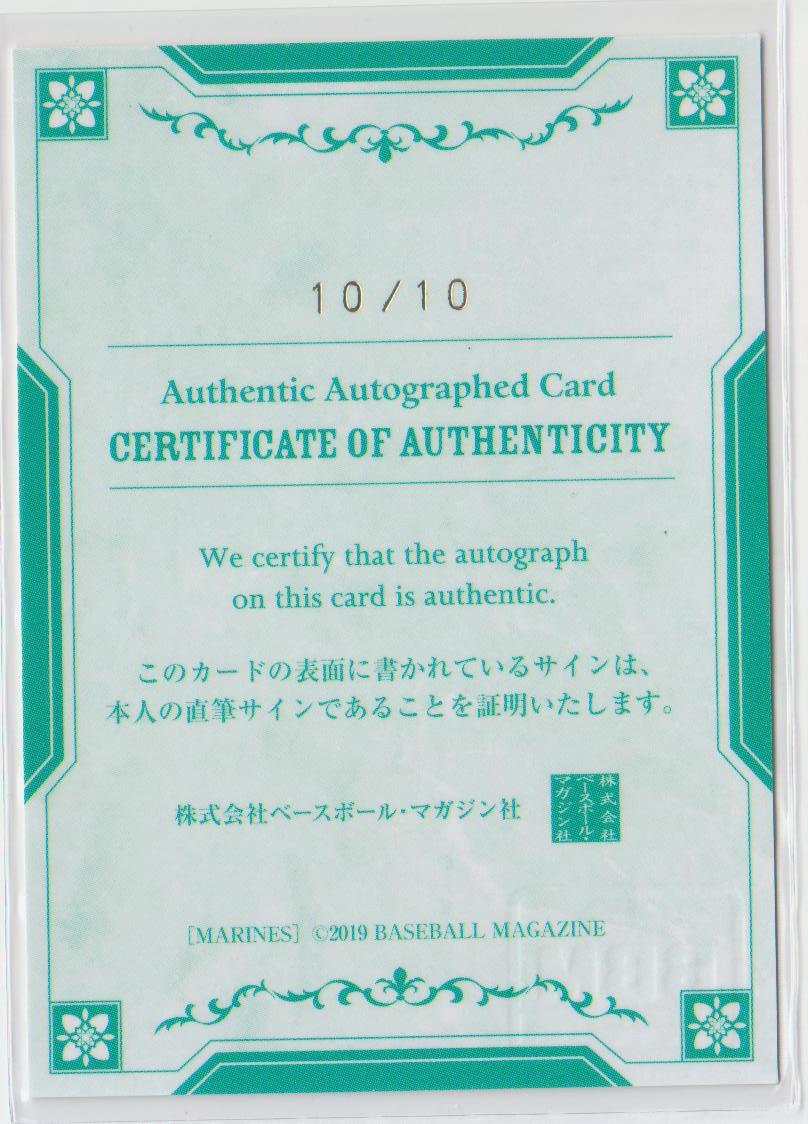 10/10
Authentic Autographed Card
CERTIFICATE OF AUTHENTICITY
We certify that the autograph
on this card is authentic.
このカードの表面に書かれているサインは、
本人の直筆サインであることを証明いたします。
株式会社ベースボール・マガジン社
株式会社
ベースボール・
マガジン社
[MARINES] ©2019 BASEBALL MAGAZINE
BBM